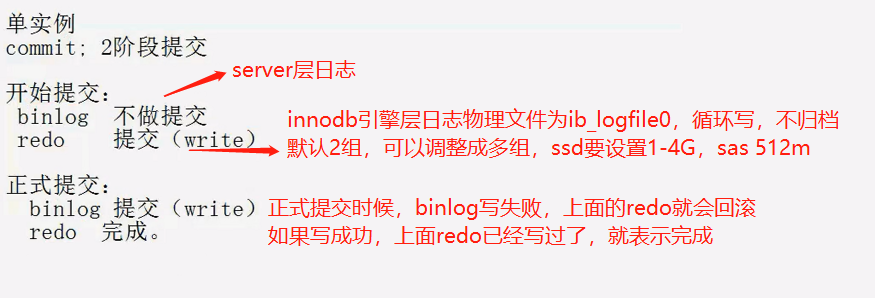 单实例
commit; 2阶段提交
server层日志
开始提交：
binlog 不做提交
redo 提交（write）
innodb引擎层日志物理文件为ib_logfile0，循环写，不归档
默认2组，可以调整成多组，ssd要设置1-4G，sas 512m
正式提交：
binlog 提交（write）
redo 完成。
正式提交时候，binlog写失败，上面的redo就会回滚
如果写成功，上面redo已经写过了，就表示完成